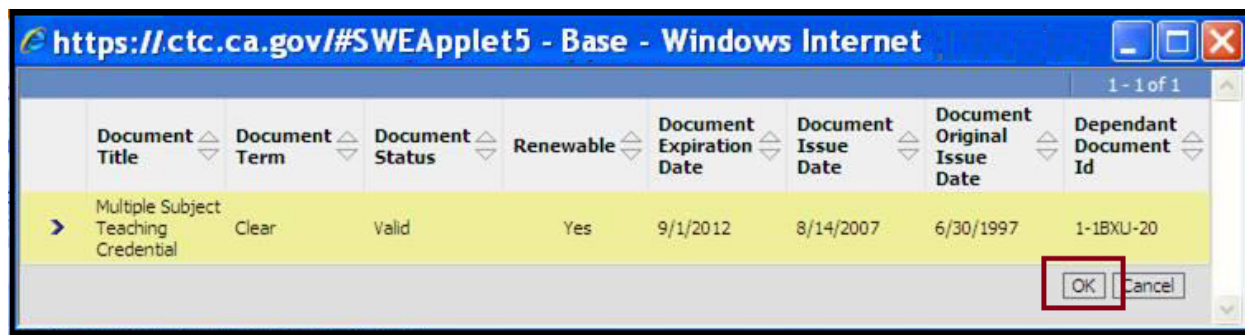 https://.ctc.ca.gov/#SWEApplet5 - Base - Windows Internet
1 - 1 of 1
Document Title
Document Term
Document Status
Renewable
Document Expiration Date
Document Issue Date
Document Original Issue Date
Dependant Document Id
Multiple Subject Teaching Credential
Clear
Valid
Yes
9/1/2012
8/14/2007
6/30/1997
1-1BXU-20
OK
Cancel